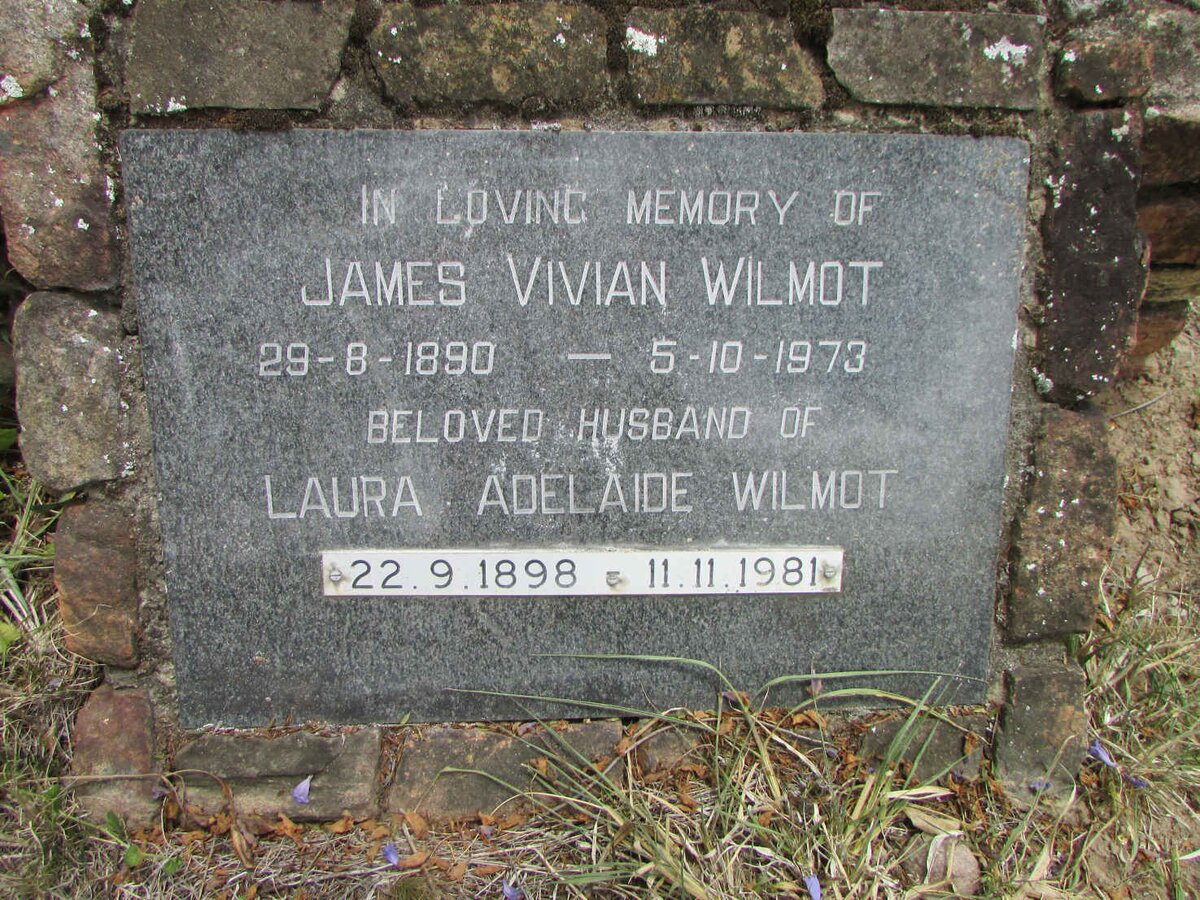 IN LOVING MEMORY OF
JAMES VIVIAN WILMOT
29-8-1890 — 5-10-1973
BELOVED HUSBAND OF
LAURA ADELAIDE WILMOT
22.9.1898 - 11.11.1981